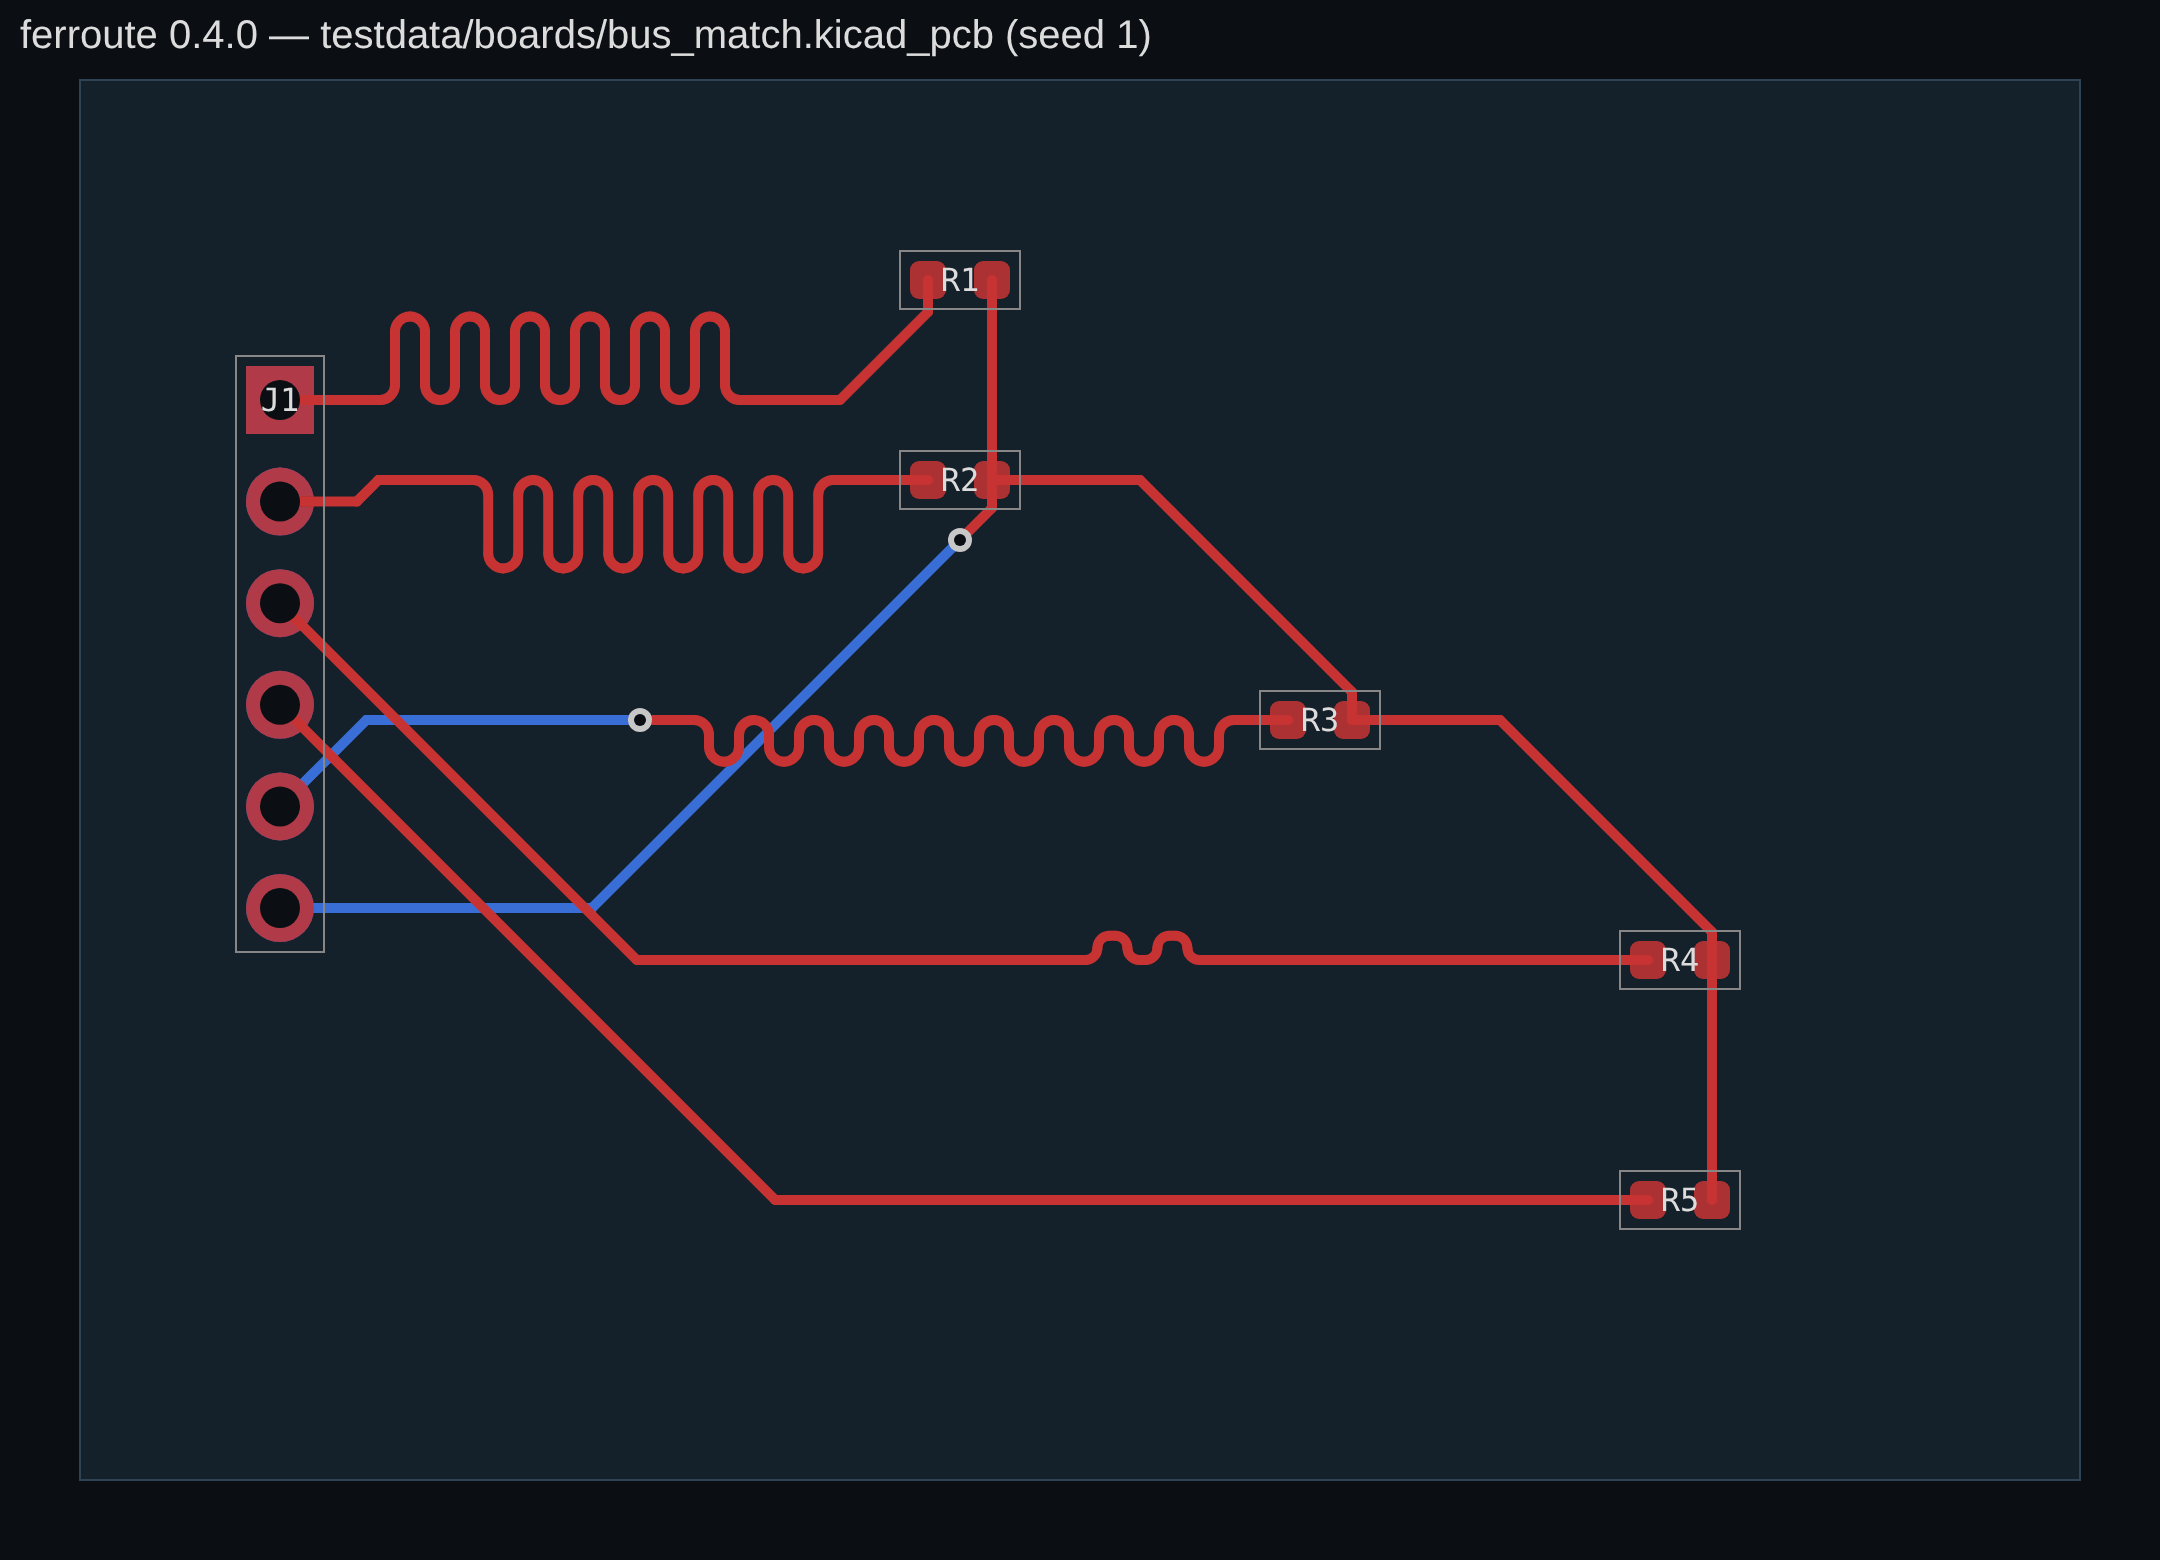 ferroute 0.4.0 — testdata/boards/bus_match.kicad_pcb (seed 1)
R1
J1
R2
R3
R4
R5